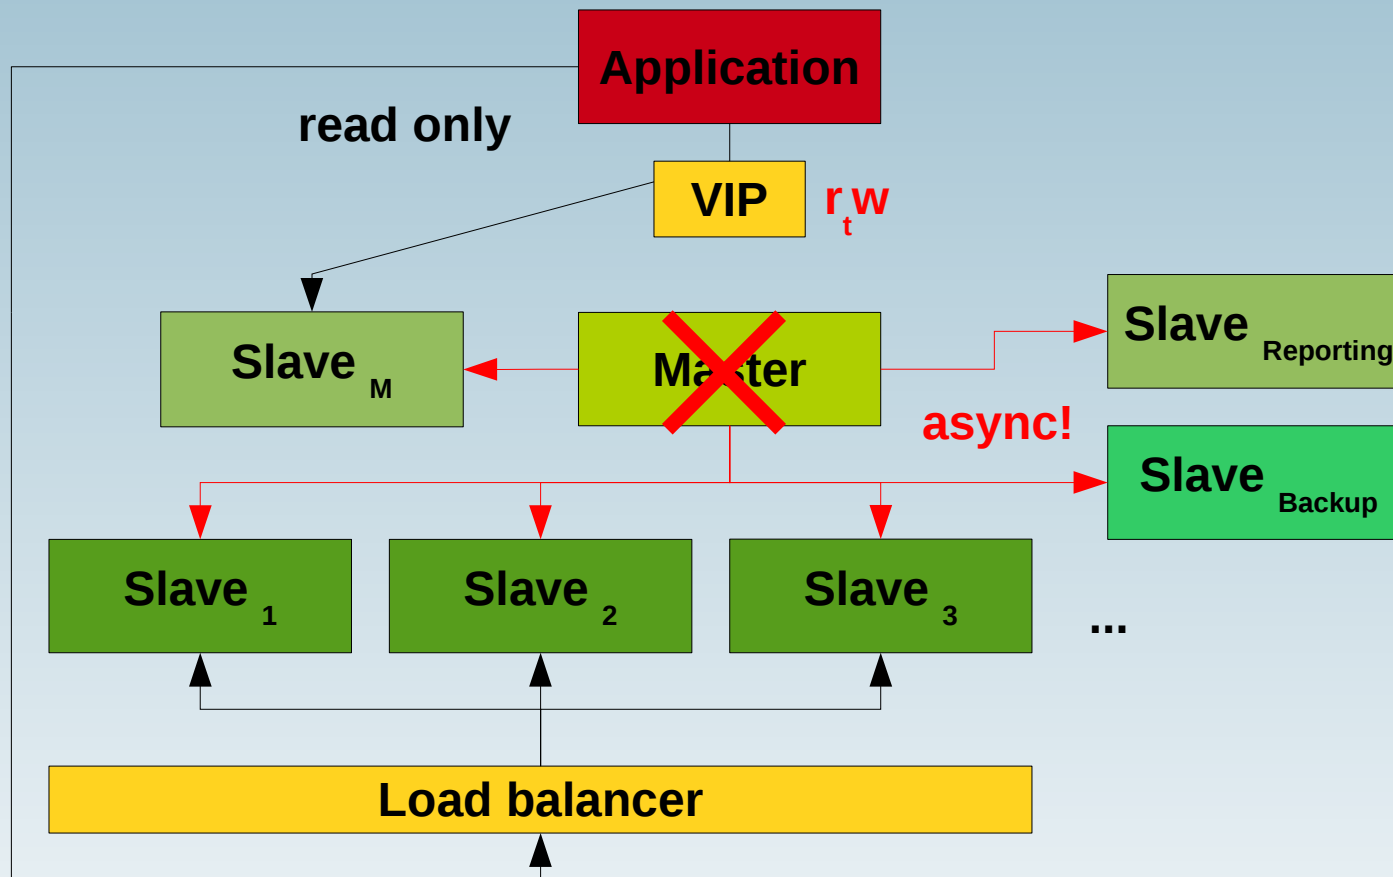 Application
read only
VIP
r t w
Slave M
Master
Slave Reporting
async!
Slave Backup
Slave 1
Slave 2
Slave 3
...
Load balancer